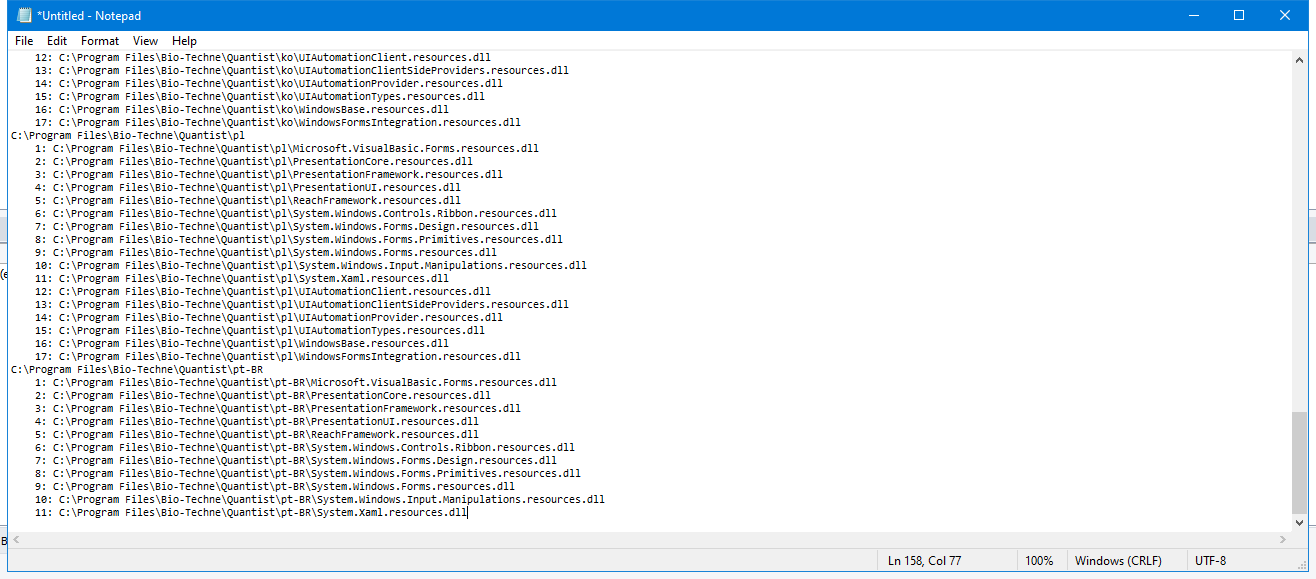 *Untitled - Notepad
File Edit Format View Help
12: C:\Program Files\Bio-Techne\Quantist\ko\UIAutomationClient.resources.dll
13: C:\Program Files\Bio-Techne\Quantist\ko\UIAutomationClientSideProviders.resources.dll
14: C:\Program Files\Bio-Techne\Quantist\ko\UIAutomationProvider.resources.dll
15: C:\Program Files\Bio-Techne\Quantist\ko\UIAutomationTypes.resources.dll
16: C:\Program Files\Bio-Techne\Quantist\ko\WindowsBase.resources.dll
17: C:\Program Files\Bio-Techne\Quantist\ko\WindowsFormsIntegration.resources.dll
C:\Program Files\Bio-Techne\Quantist\pl
1: C:\Program Files\Bio-Techne\Quantist\pl\Microsoft.VisualBasic.Forms.resources.dll
2: C:\Program Files\Bio-Techne\Quantist\pl\PresentationCore.resources.dll
3: C:\Program Files\Bio-Techne\Quantist\pl\PresentationFramework.resources.dll
4: C:\Program Files\Bio-Techne\Quantist\pl\PresentationUI.resources.dll
5: C:\Program Files\Bio-Techne\Quantist\pl\ReachFramework.resources.dll
6: C:\Program Files\Bio-Techne\Quantist\pl\System.Windows.Controls.Ribbon.resources.dll
7: C:\Program Files\Bio-Techne\Quantist\pl\System.Windows.Forms.Design.resources.dll
8: C:\Program Files\Bio-Techne\Quantist\pl\System.Windows.Forms.Primitives.resources.dll
9: C:\Program Files\Bio-Techne\Quantist\pl\System.Windows.Forms.resources.dll
10: C:\Program Files\Bio-Techne\Quantist\pl\System.Windows.Input.Manipulations.resources.dll
11: C:\Program Files\Bio-Techne\Quantist\pl\System.Xaml.resources.dll
12: C:\Program Files\Bio-Techne\Quantist\pl\UIAutomationClient.resources.dll
13: C:\Program Files\Bio-Techne\Quantist\pl\UIAutomationClientSideProviders.resources.dll
14: C:\Program Files\Bio-Techne\Quantist\pl\UIAutomationProvider.resources.dll
15: C:\Program Files\Bio-Techne\Quantist\pl\UIAutomationTypes.resources.dll
16: C:\Program Files\Bio-Techne\Quantist\pl\WindowsBase.resources.dll
17: C:\Program Files\Bio-Techne\Quantist\pl\WindowsFormsIntegration.resources.dll
C:\Program Files\Bio-Techne\Quantist\pt-BR
1: C:\Program Files\Bio-Techne\Quantist\pt-BR\Microsoft.VisualBasic.Forms.resources.dll
2: C:\Program Files\Bio-Techne\Quantist\pt-BR\PresentationCore.resources.dll
3: C:\Program Files\Bio-Techne\Quantist\pt-BR\PresentationFramework.resources.dll
4: C:\Program Files\Bio-Techne\Quantist\pt-BR\PresentationUI.resources.dll
5: C:\Program Files\Bio-Techne\Quantist\pt-BR\ReachFramework.resources.dll
6: C:\Program Files\Bio-Techne\Quantist\pt-BR\System.Windows.Controls.Ribbon.resources.dll
7: C:\Program Files\Bio-Techne\Quantist\pt-BR\System.Windows.Forms.Design.resources.dll
8: C:\Program Files\Bio-Techne\Quantist\pt-BR\System.Windows.Forms.Primitives.resources.dll
9: C:\Program Files\Bio-Techne\Quantist\pt-BR\System.Windows.Forms.resources.dll
10: C:\Program Files\Bio-Techne\Quantist\pt-BR\System.Windows.Input.Manipulations.resources.dll
11: C:\Program Files\Bio-Techne\Quantist\pt-BR\System.Xaml.resources.dll
Ln 158, Col 77 100% Windows (CRLF) UTF-8